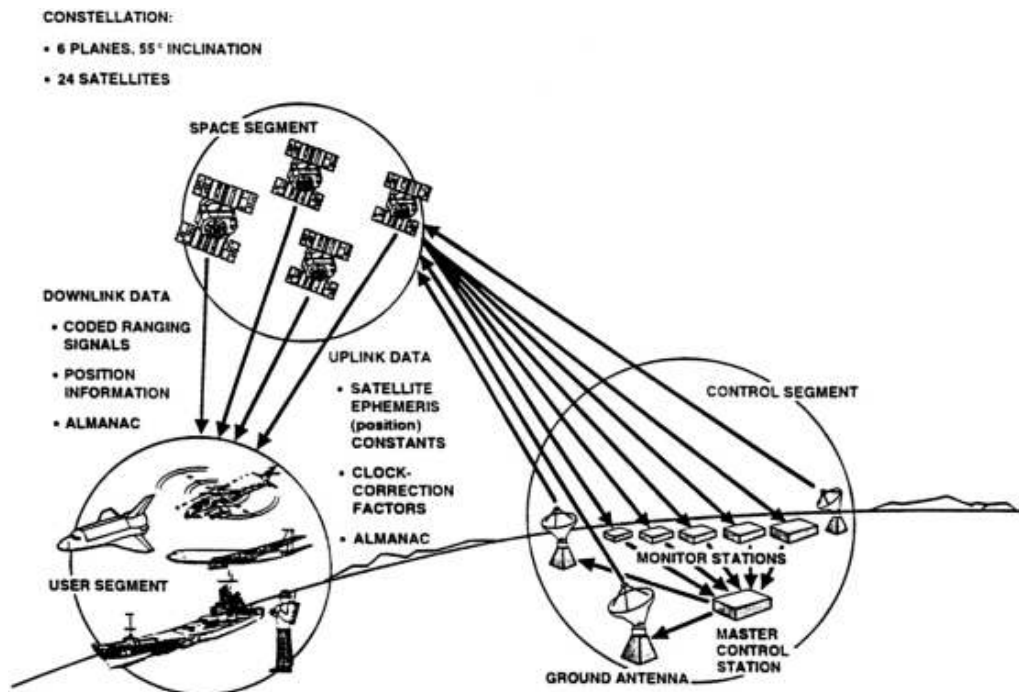 CONSTELLATION:
• 6 PLANES, 55° INCLINATION
• 24 SATELLITES
SPACE SEGMENT
DOWNLINK DATA
• CODED RANGING
SIGNALS
• POSITION
INFORMATION
• ALMANAC
UPLINK DATA
• SATELLITE
EPHEMERIS
(position)
CONSTANTS
• CLOCK-
CORRECTION
FACTORS
• ALMANAC
CONTROL SEGMENT
MONITOR STATIONS
USER SEGMENT
MASTER
CONTROL
STATION
GROUND ANTENNA